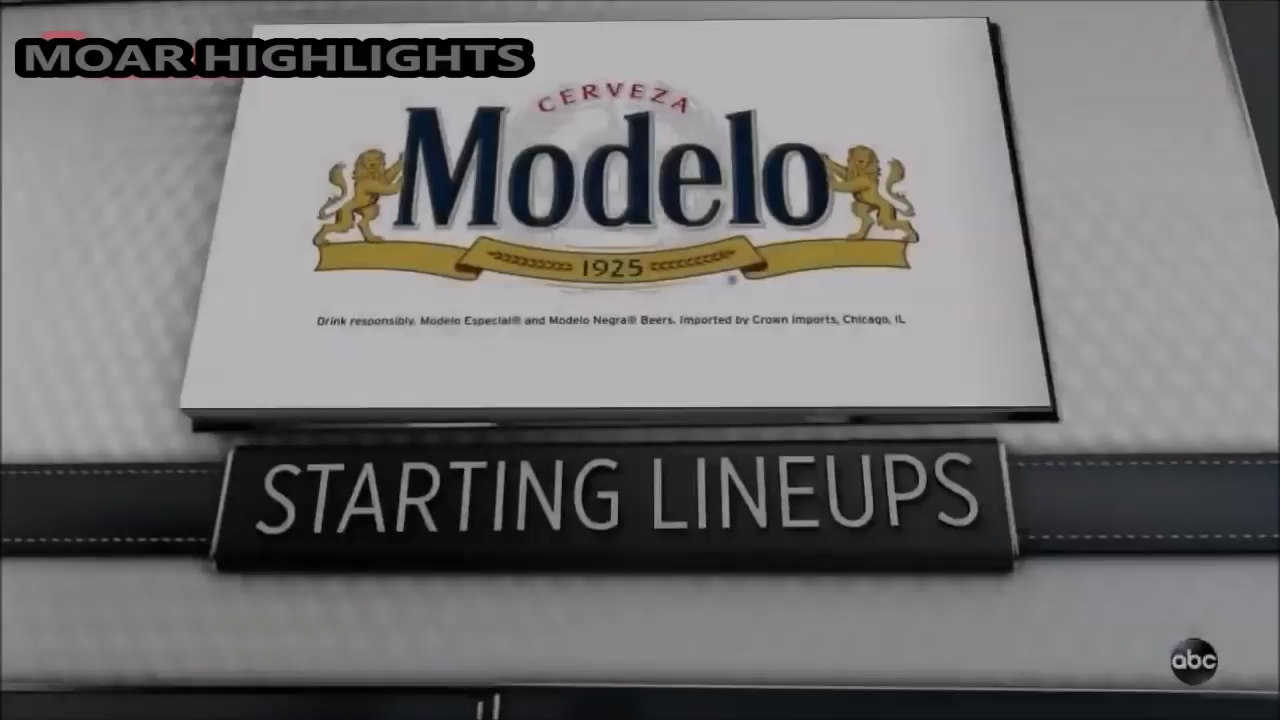 MOAR HIGHLIGHTS
CERVEZA
Modelo
1925
Drink responsibly. Modelo Especial® and Modelo Negra® Beers. Imported by Crown Imports, Chicago, IL
STARTING LINEUPS
abc